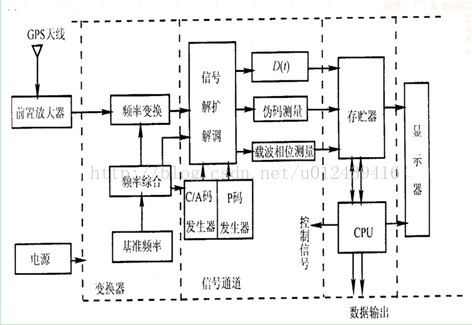 GPS天线
前置放大器
频率变换
信号
解扩
解调
D(t)
伪码测量
载波相位测量
存贮器
显
示
器
频率综合
C/A码
发生器
P码
发生器
基准频率
电源
CPU
控制信号
变换器
信号通道
数据输出
http://blog.csdn.net/u012499416